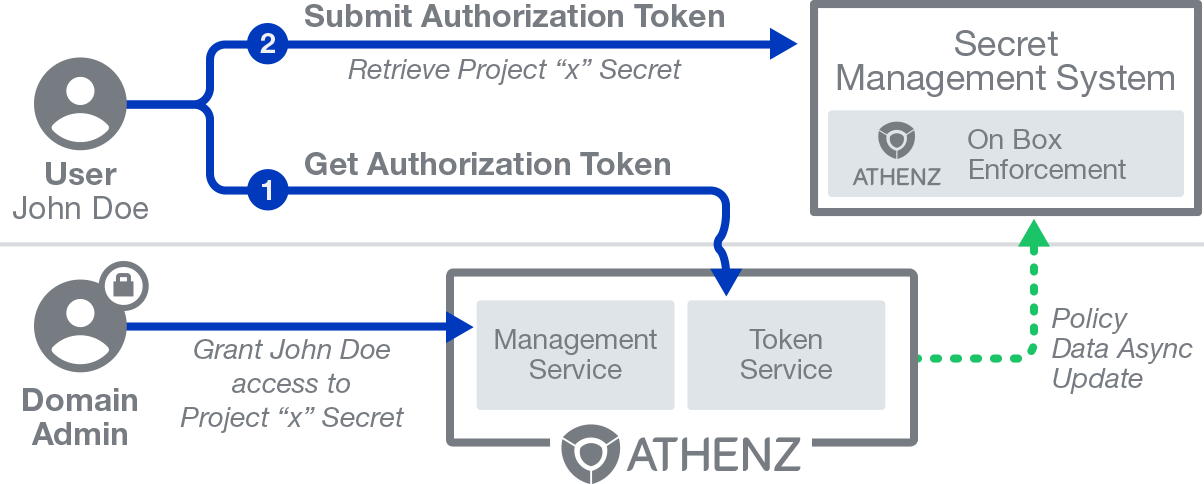 Submit Authorization Token
2
Retrieve Project “x” Secret
Secret
Management System
ATHENZ
On Box
Enforcement
User
John Doe
Get Authorization Token
1
Domain
Admin
Grant John Doe
access to
Project “x” Secret
Management
Service
Token
Service
ATHENZ
Policy
Data Async
Update